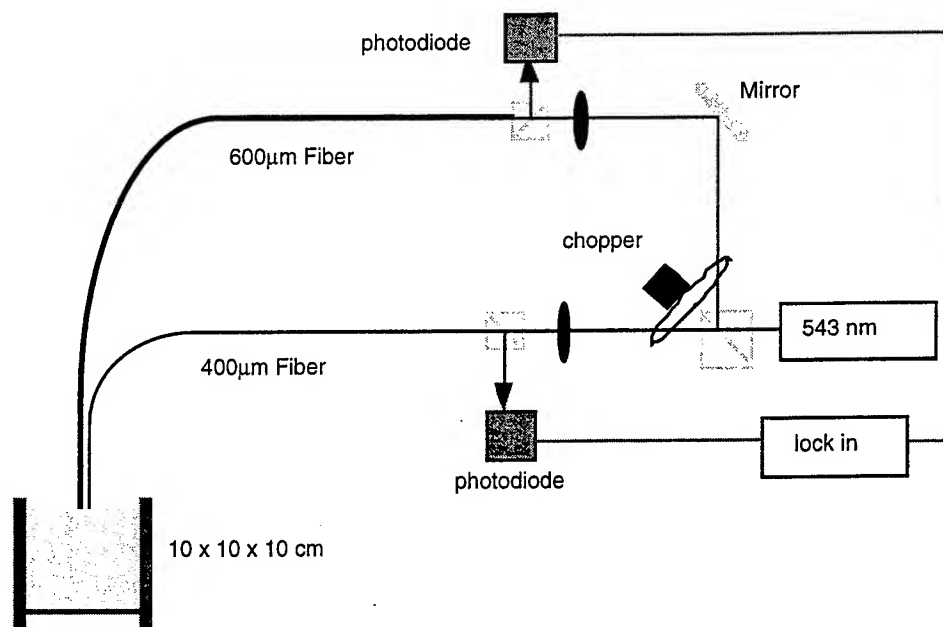 photodiode
Mirror
600µm Fiber
chopper
543 nm
400µm Fiber
lock in
photodiode
10 x 10 x 10 cm